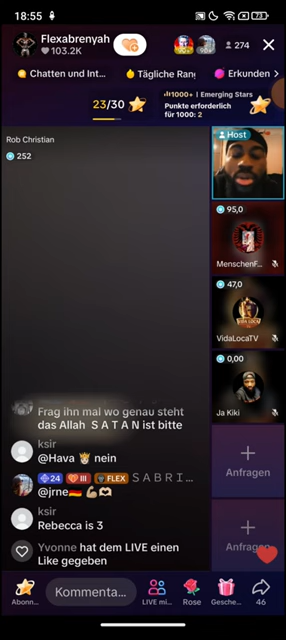 18:55
73
Flexabrenyah
103.2K
274
Chatten und Int...
Tägliche Rang
Erkunden >
23/30
1000+ | Emerging Stars
Punkte erforderlich
für 1000: 2
Rob Christian
252
Host
95,0
MenschenF...
47,0
VidaLocaTV
0,00
Ja Kiki
Frag ihn mal wo genau steht
das Allah S A T A N ist bitte
ksir
@Hava 👸 nein
24 III FLEX S A B R I ...
@jrne🇩🇪 💪🏽🫶🏽
ksir
Rebecca is 3
Yvonne hat dem LIVE einen
Like gegeben
+
Anfragen
+
Anfragen
Abonn...
Kommenta...
LIVE mi...
Rose
Gesche...
46